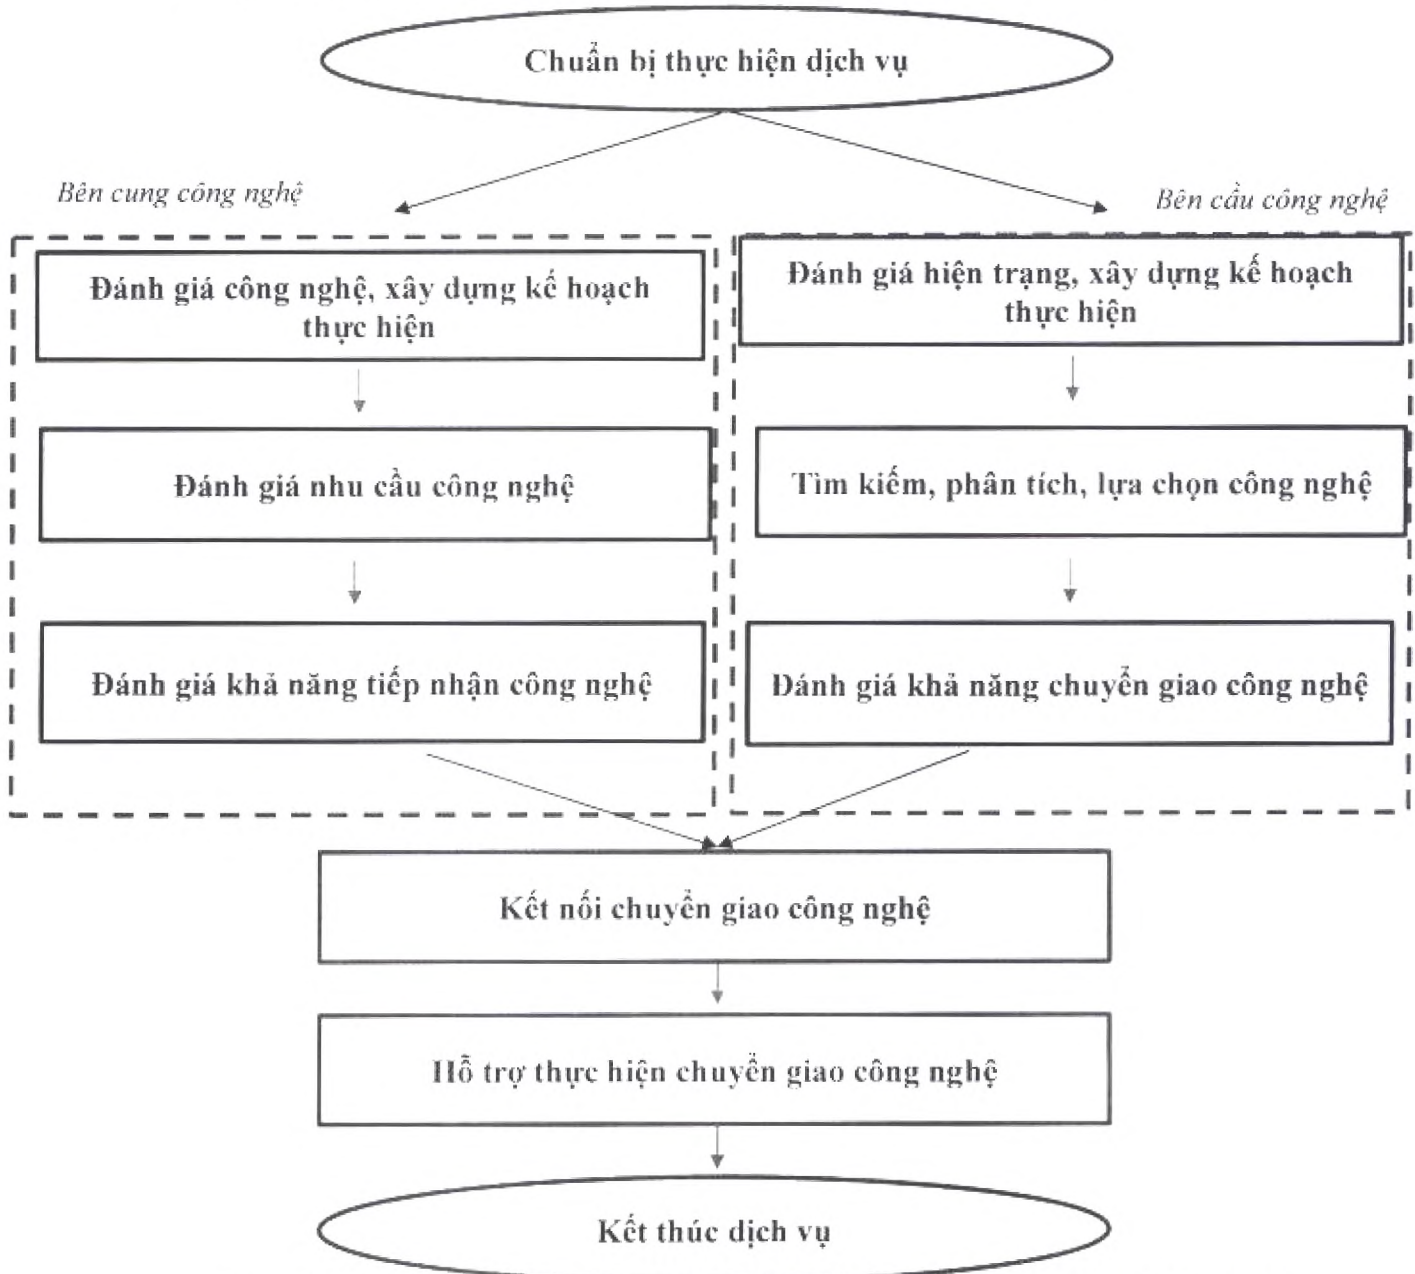 Chuẩn bị thực hiện dịch vụ
Bên cung công nghệ
Bên cầu công nghệ
Đánh giá công nghệ, xây dựng kế hoạch
thực hiện
Đánh giá nhu cầu công nghệ
Đánh giá khả năng tiếp nhận công nghệ
Đánh giá hiện trạng, xây dựng kế hoạch
thực hiện
Tìm kiếm, phân tích, lựa chọn công nghệ
Đánh giá khả năng chuyển giao công nghệ
Kết nối chuyển giao công nghệ
Hỗ trợ thực hiện chuyển giao công nghệ
Kết thúc dịch vụ